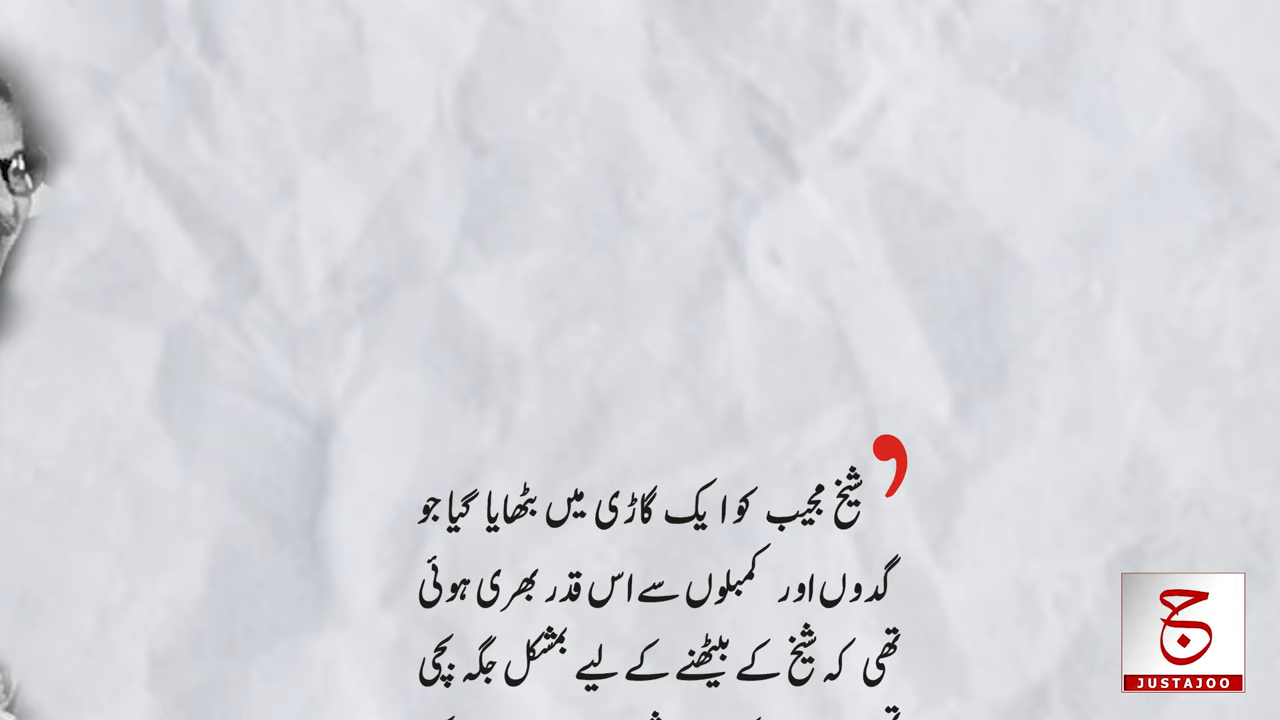 ’
شیخ مجیب کو ایک گاڑی میں بٹھایا گیا جو
گدوں اور کمبلوں سے اس قدر بھری ہوئی
تھی کہ شیخ کے بیٹھنے کے لیے بمشکل جگہ بچی
ج
JUSTAJOO